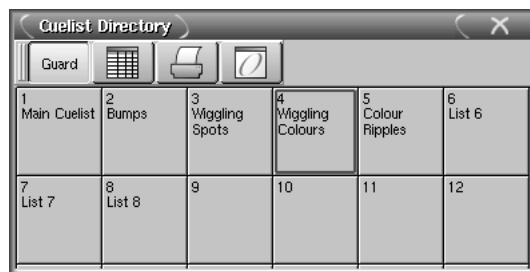 Cuelist Directory
Guard
1
Main Cuelist
2
Bumps
3
Wiggling
Spots
4
Wiggling
Colours
5
Colour
Ripples
6
List 6
7
List 7
8
List 8
9
10
11
12